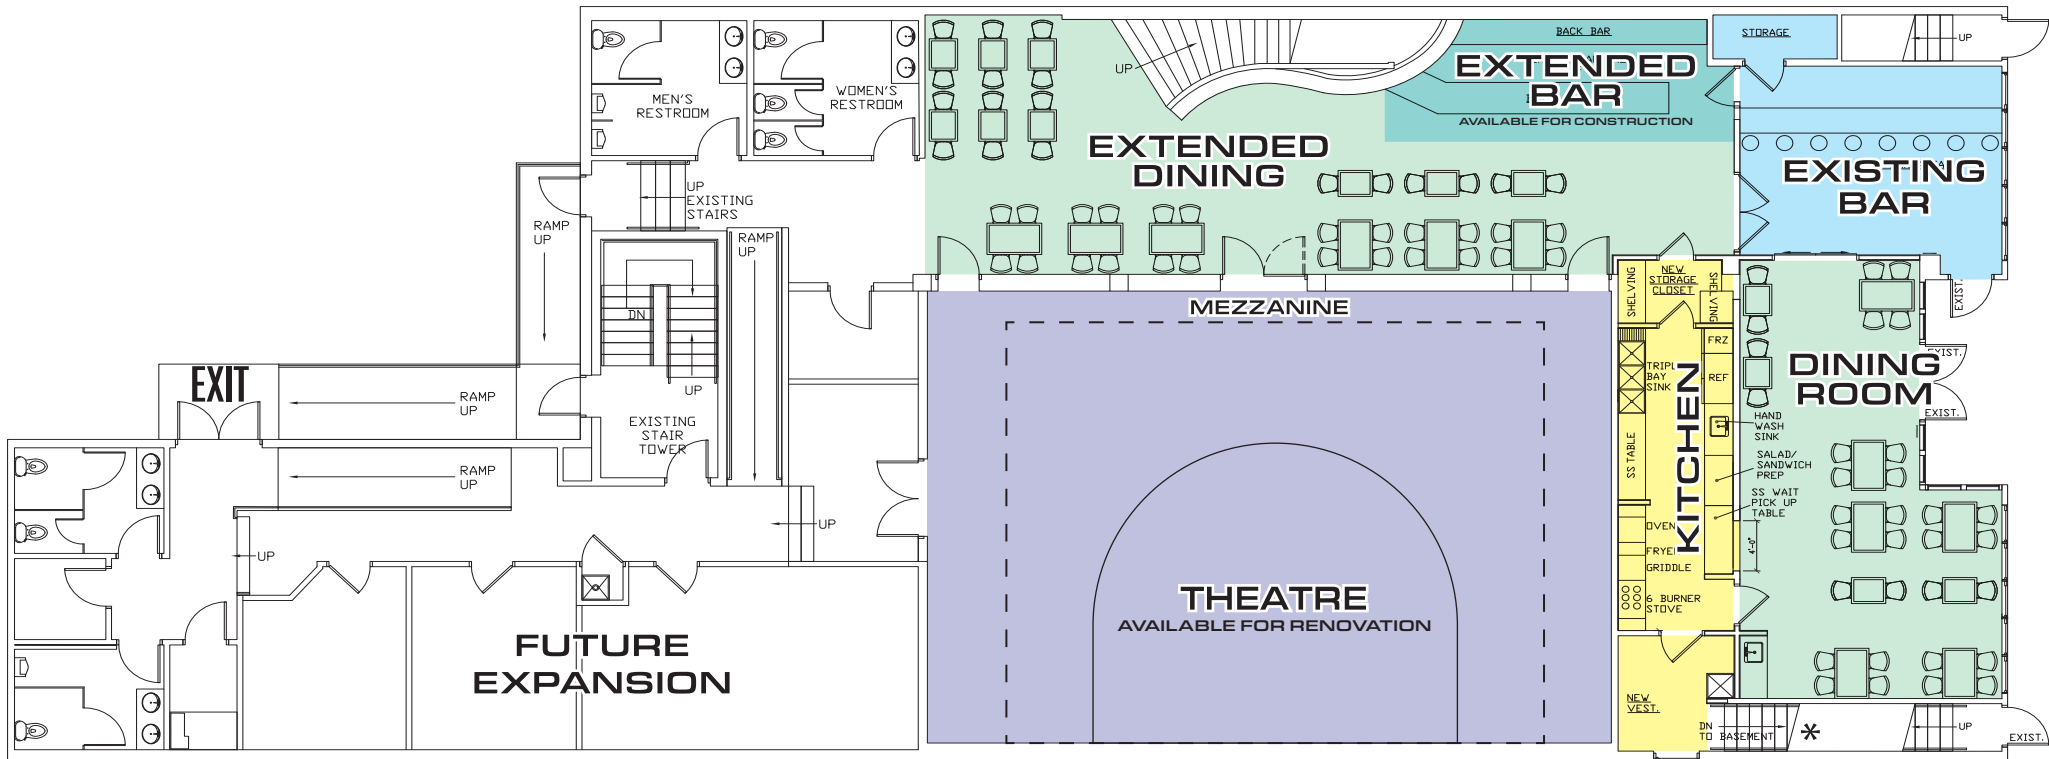 BACK BAR
STORAGE
UP
UP
EXTENDED
BAR
AVAILABLE FOR CONSTRUCTION
MEN'S
RESTROOM
WOMEN'S
RESTROOM
EXTENDED
DINING
EXISTING
BAR
UP
EXISTING
STAIRS
RAMP
UP
RAMP
UP
SHELVING
NEW
STORAGE
CLOSET
SHELVING
EXIST.
MEZZANINE
DN
UP
FRZ
TRIPL
BAY
SINK
REF
KITCHEN
DINING
ROOM
EXIST.
EXIST.
EXIT
RAMP
UP
EXISTING
STAIR
TOWER
HAND
WASH
SINK
SS TABLE
SALAD/
SANDWICH
PREP
RAMP
UP
SS WAIT
PICK UP
TABLE
UP
UP
OVEN
4'-0"
FRYE
GRIDDLE
6 BURNER
STOVE
THEATRE
AVAILABLE FOR RENOVATION
FUTURE
EXPANSION
NEW
VEST.
DN
TO BASEMENT
*
UP
EXIST.